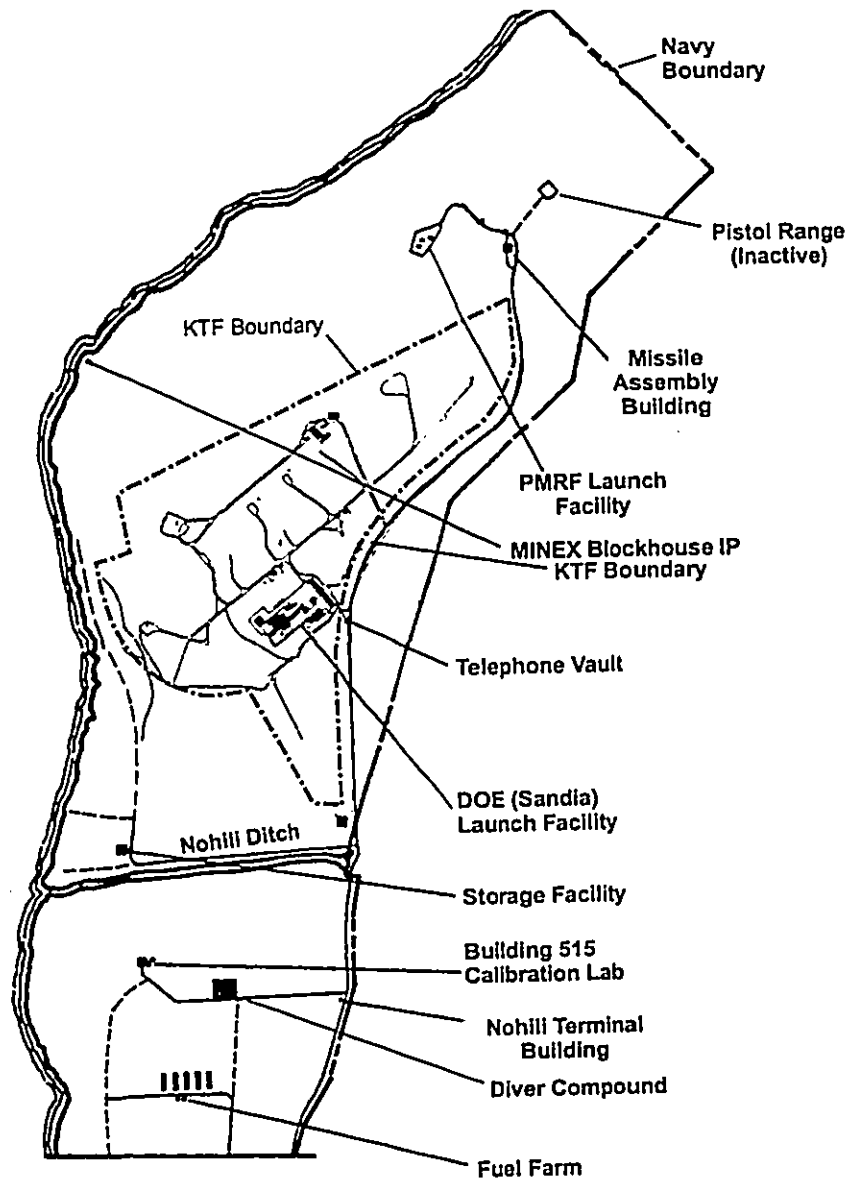 Navy
Boundary
Pistol Range
(Inactive)
KTF Boundary
Missile
Assembly
Building
PMRF Launch
Facility
MINEX Blockhouse IP
KTF Boundary
Telephone Vault
DOE (Sandia)
Launch Facility
Nohili Ditch
Storage Facility
Building 515
Calibration Lab
Nohili Terminal
Building
Diver Compound
Fuel Farm